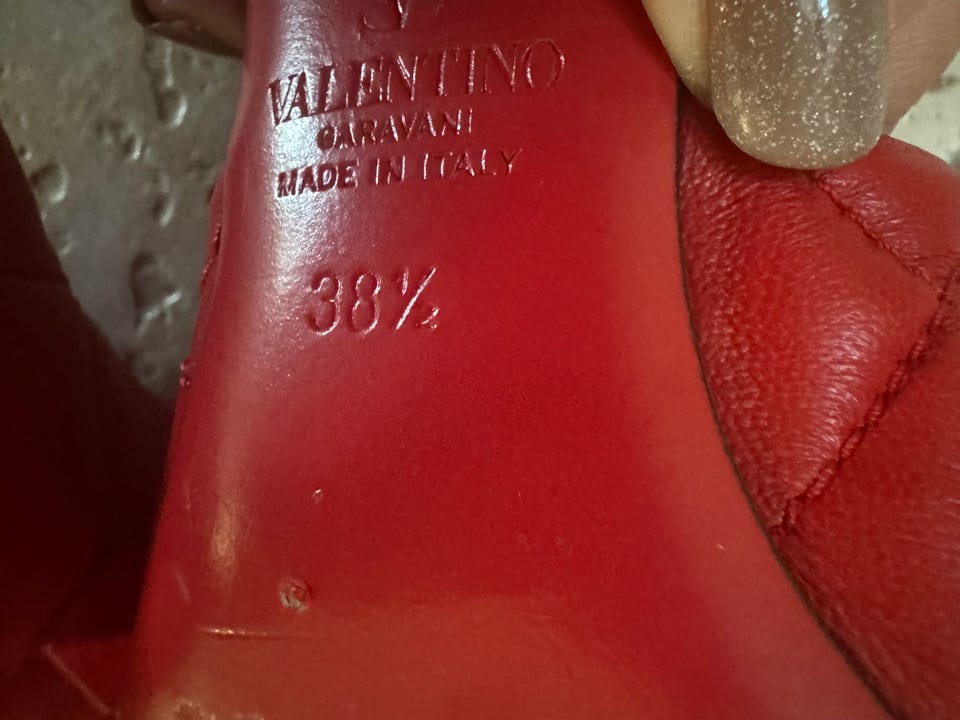 VALENTINO
GARAVANI
MADE IN ITALY
38½